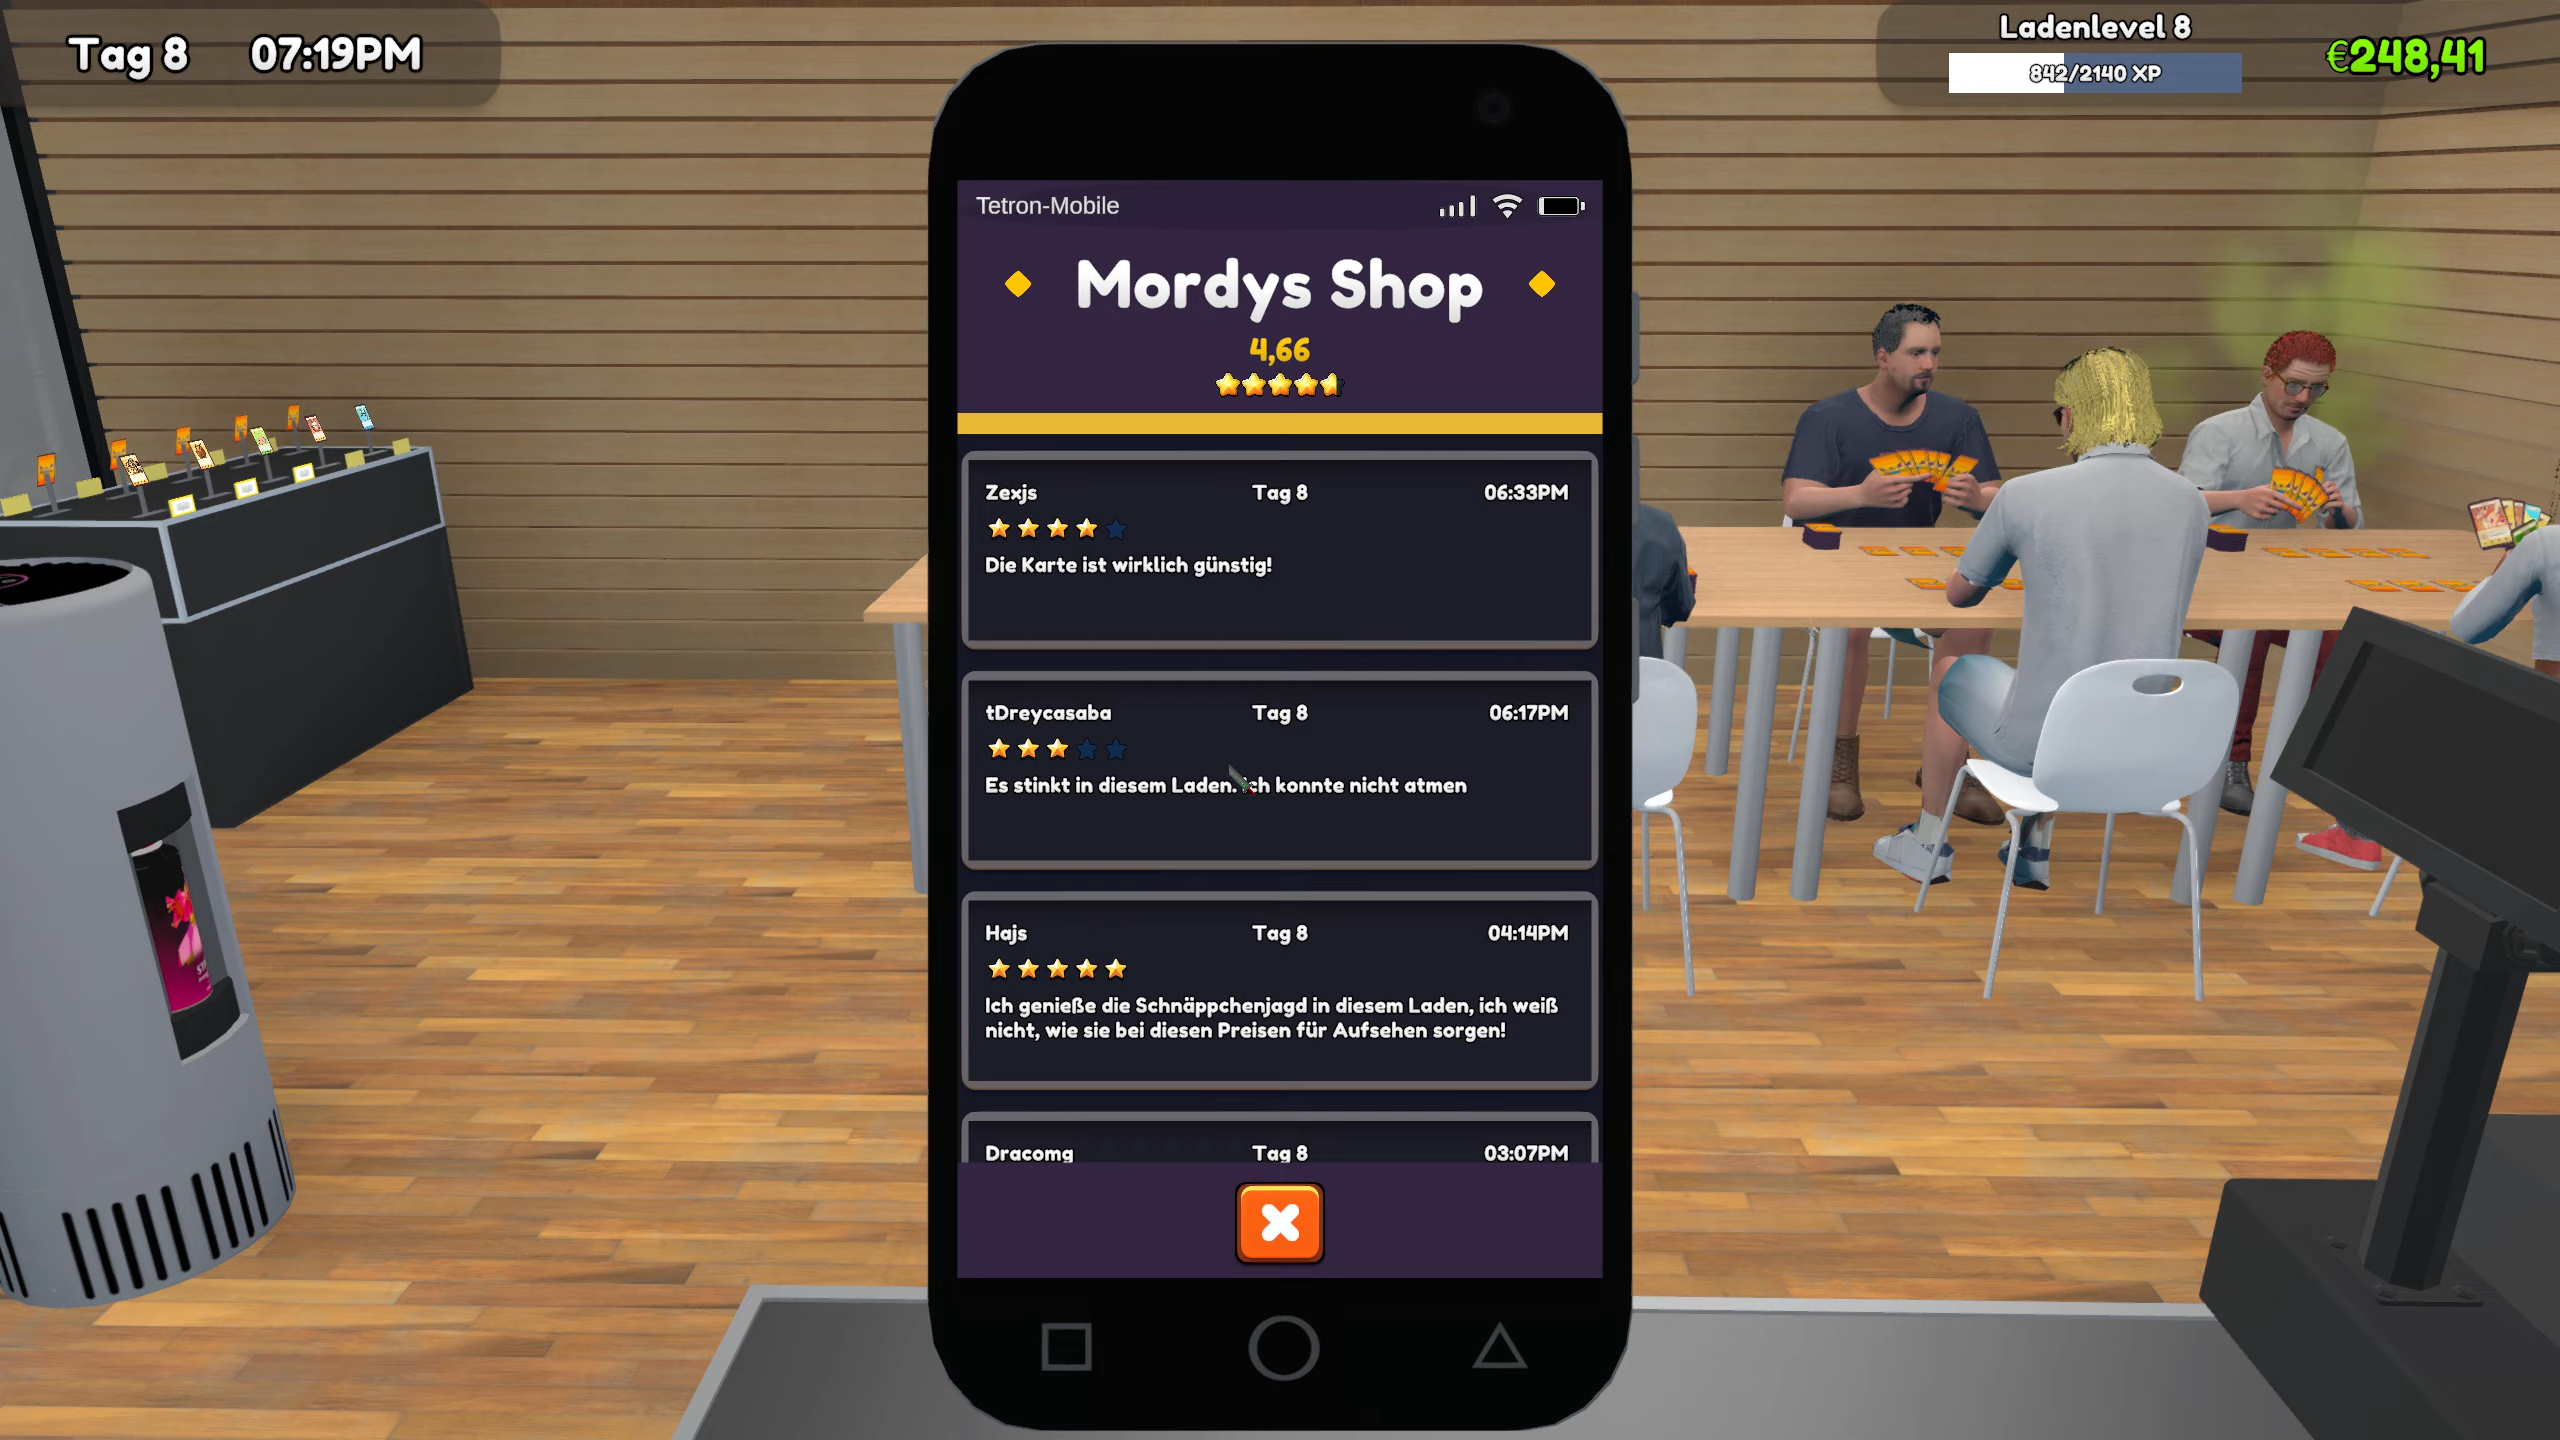 Tag 8 07:19PM
Ladenlevel 8
842/2140 XP
€248,41
Tetron-Mobile
Mordys Shop
4,66
Zexjs Tag 8 06:33PM
Die Karte ist wirklich günstig!
tDreycasaba Tag 8 06:17PM
Es stinkt in diesem Laden. Ich konnte nicht atmen
Hajs Tag 8 04:14PM
Ich genieße die Schnäppchenjagd in diesem Laden, ich weiß
nicht, wie sie bei diesen Preisen für Aufsehen sorgen!
Dracomg Tag 8 03:07PM